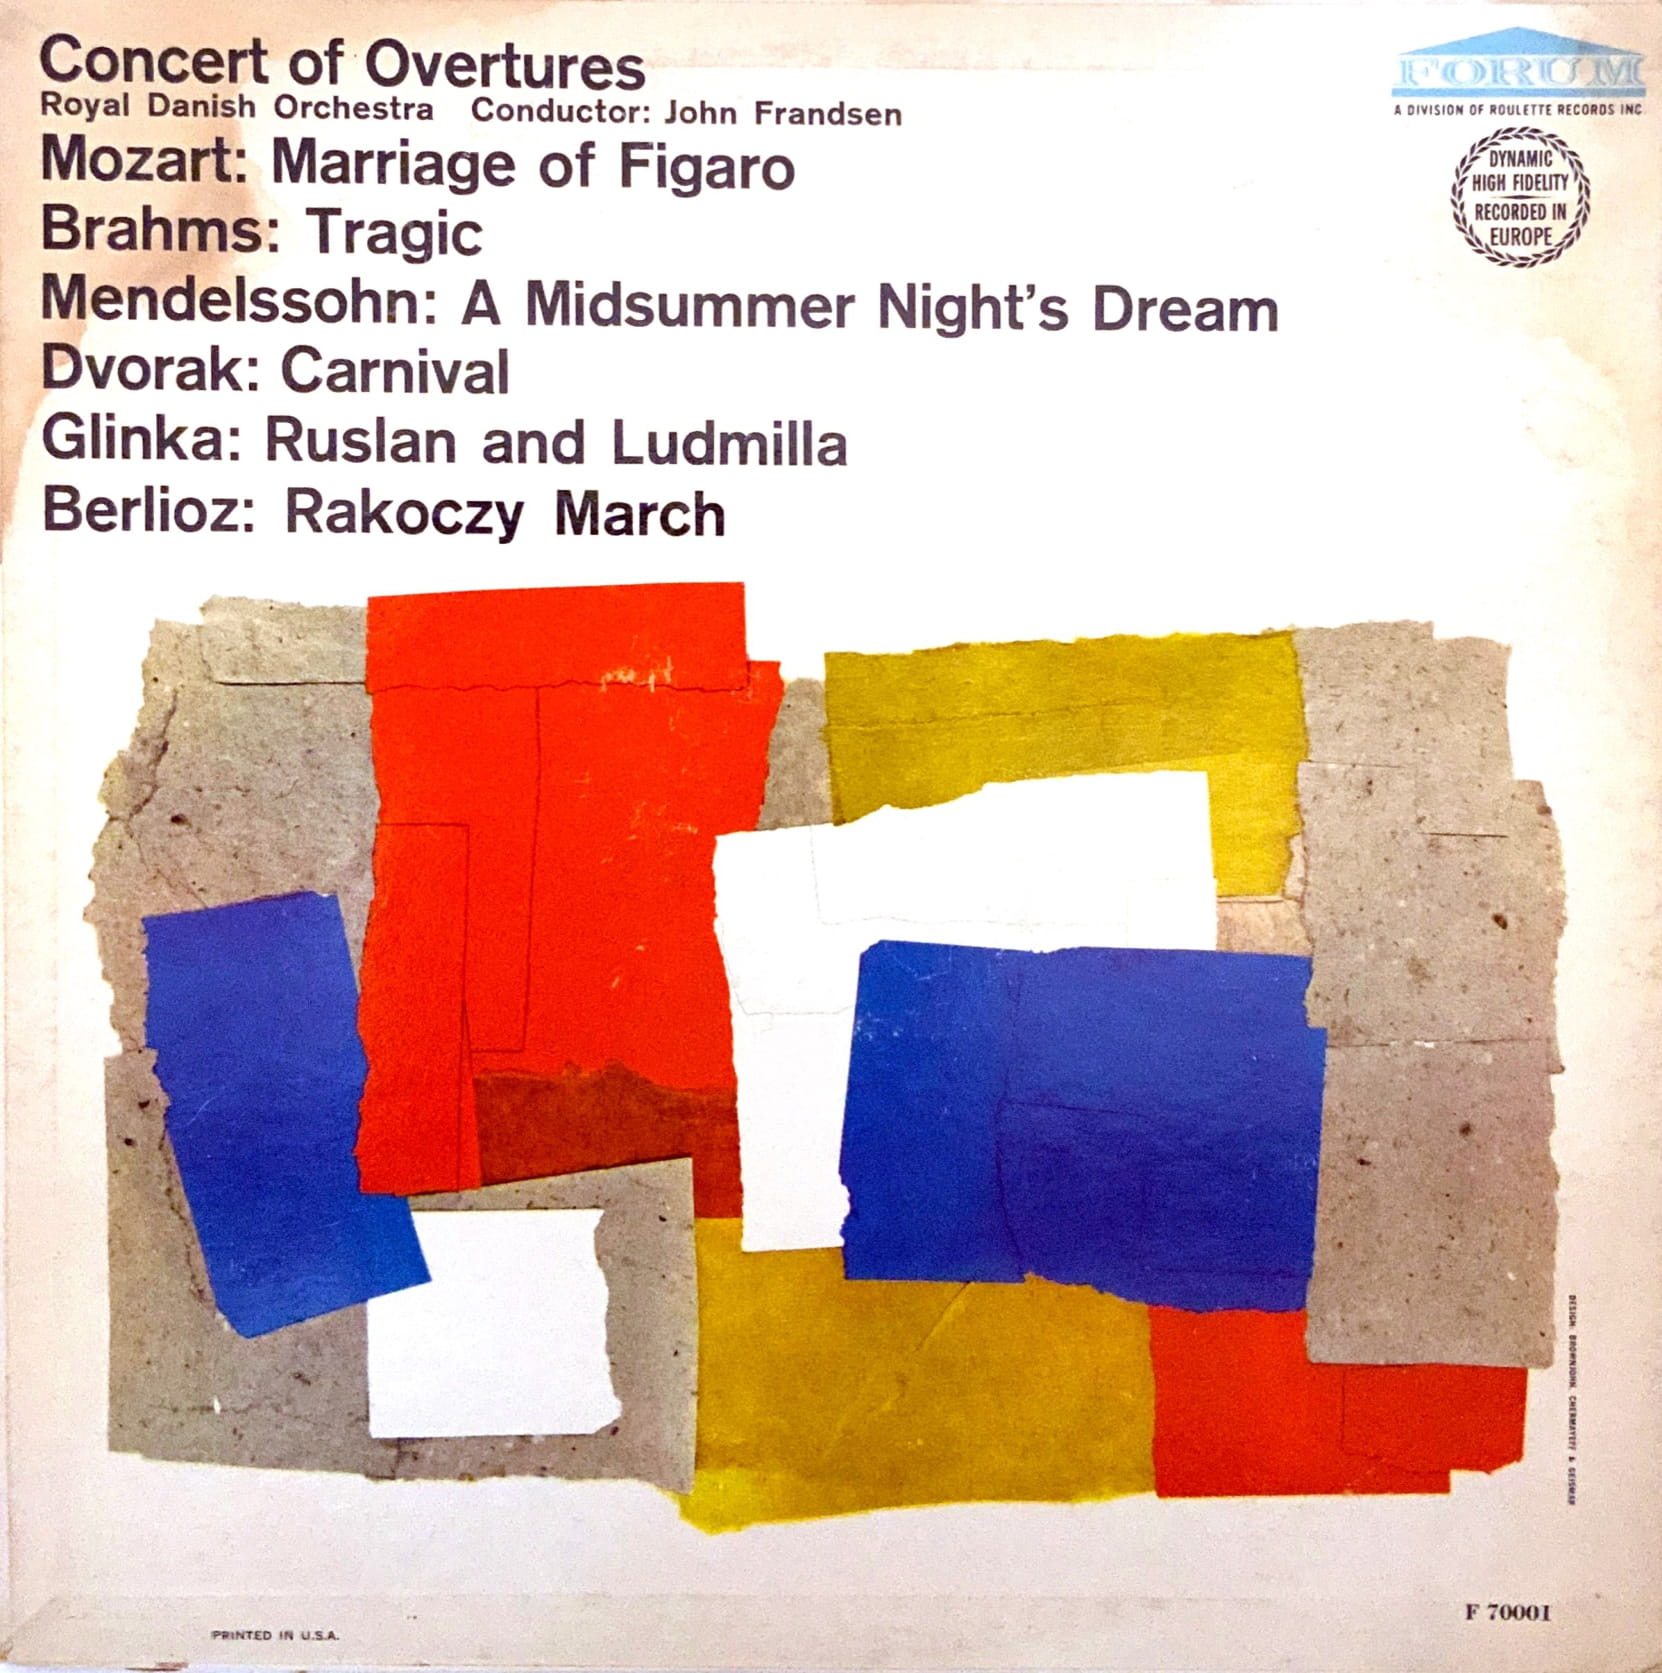 Concert of Overtures
Royal Danish Orchestra Conductor: John Frandsen
Mozart: Marriage of Figaro
Brahms: Tragic
Mendelssohn: A Midsummer Night's Dream
Dvorak: Carnival
Glinka: Ruslan and Ludmilla
Berlioz: Rakoczy March
FORUM
A DIVISION OF ROULETTE RECORDS INC
DYNAMIC
HIGH FIDELITY
RECORDED IN
EUROPE
DESIGN: BROWNJOHN, CHERMAYEFF & GEISMAR
F 70001
PRINTED IN U.S.A.